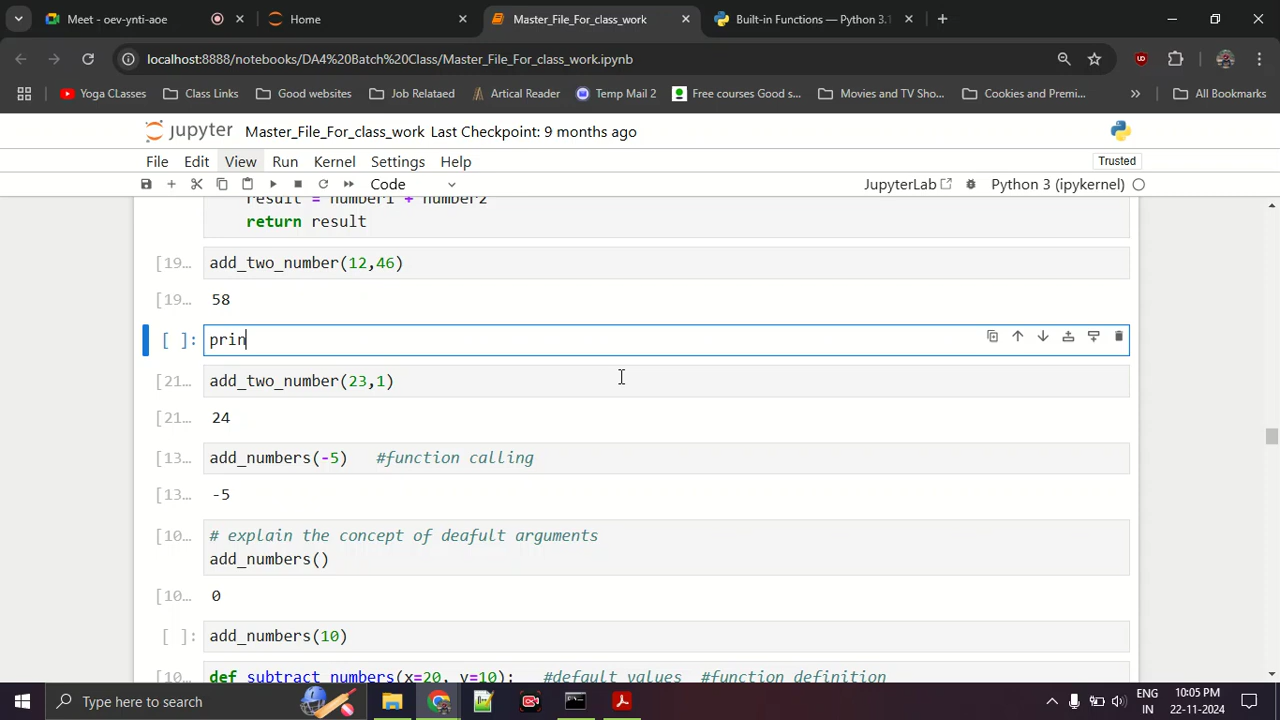 Meet - oev-ynti-aoe
Home
Master_File_For_class_work
Built-in Functions — Python 3.1
localhost:8888/notebooks/DA4%20Batch%20Class/Master_File_For_class_work.ipynb
Yoga CLasses
Class Links
Good websites
Job Relataed
Artical Reader
Temp Mail 2
Free courses Good s...
Movies and TV Sho...
Cookies and Premi...
All Bookmarks
jupyter Master_File_For_class_work Last Checkpoint: 9 months ago
File Edit View Run Kernel Settings Help
Trusted
Code
JupyterLab
Python 3 (ipykernel)
result = number1 + number2
return result
[19... add_two_number(12,46)
[19... 58
[ ]: prin
[21... add_two_number(23,1)
[21... 24
[13... add_numbers(-5) #function calling
[13... -5
[10... # explain the concept of deafult arguments
add_numbers()
[10... 0
[ ]: add_numbers(10)
[10... def subtract_numbers(x=20, y=10): #default values #function definition
Type here to search
ENG
IN
10:05 PM
22-11-2024